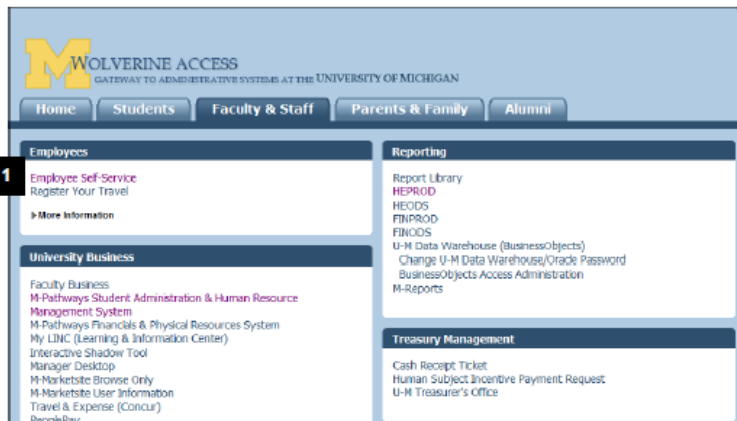 M WOLVERINE ACCESS
GATEWAY TO ADMINISTRATIVE SYSTEMS AT THE UNIVERSITY OF MICHIGAN
Home Students Faculty & Staff Parents & Family Alumni
1
Employees
Employee Self-Service
Register Your Travel
More Information
University Business
Faculty Business
M-Pathways Student Administration & Human Resource
Management System
M-Pathways Financials & Physical Resources System
My LINC (Learning & Information Center)
Interactive Shadow Tool
Manager Desktop
M-Marketsite Browse Only
M-Marketsite User Information
Travel & Expense (Concur)
PeoplePay
Reporting
Report Library
HEPROD
HEODS
FINPROD
FINODS
U-M Data Warehouse (BusinessObjects)
Change U-M Data Warehouse/Oracle Password
BusinessObjects Access Administration
M-Reports
Treasury Management
Cash Receipt Ticket
Human Subject Incentive Payment Request
U-M Treasurer's Office